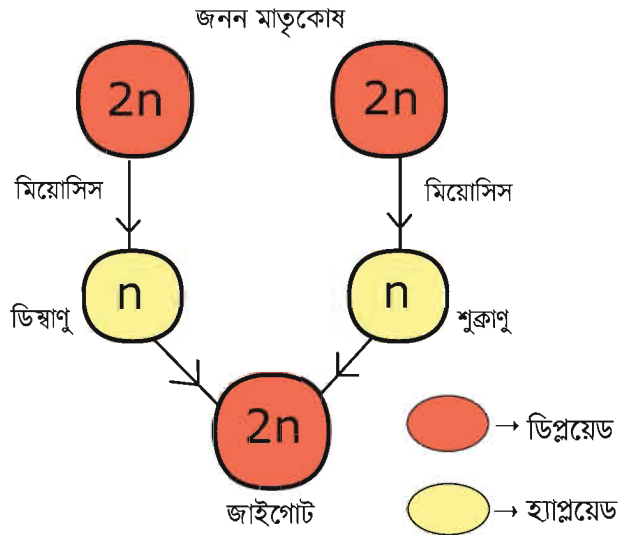 জনন মাতৃকোষ
2n 2n
মিয়োসিস মিয়োসিস
n n
ডিম্বাণু শুক্রাণু
2n
→ ডিপ্লয়েড
জাইগোট
→ হ্যাপ্লয়েড